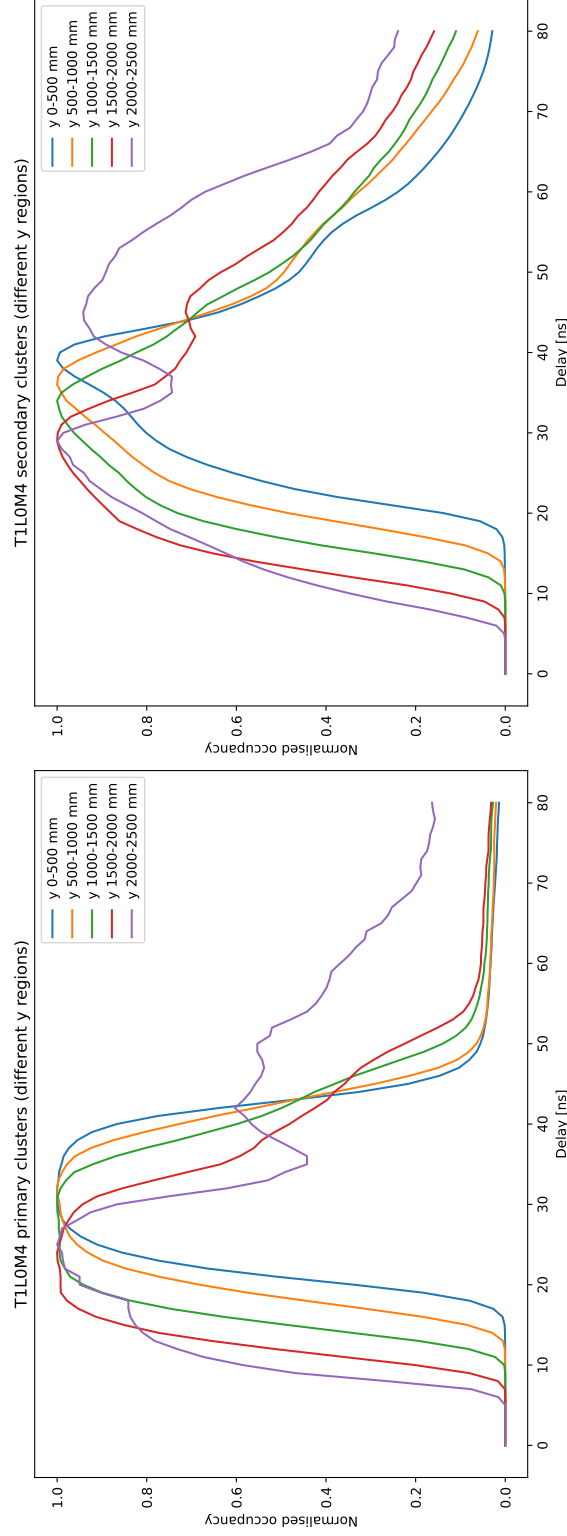 T1L0M4 primary clusters (different y regions)
Normalised occupancy
1.0
0.8
0.6
0.4
0.2
0.0
0
10
20
30
40
50
60
70
80
Delay [ns]
y 0-500 mm
y 500-1000 mm
y 1000-1500 mm
y 1500-2000 mm
y 2000-2500 mm
T1L0M4 secondary clusters (different y regions)
Normalised occupancy
1.0
0.8
0.6
0.4
0.2
0.0
0
10
20
30
40
50
60
70
80
Delay [ns]
y 0-500 mm
y 500-1000 mm
y 1000-1500 mm
y 1500-2000 mm
y 2000-2500 mm